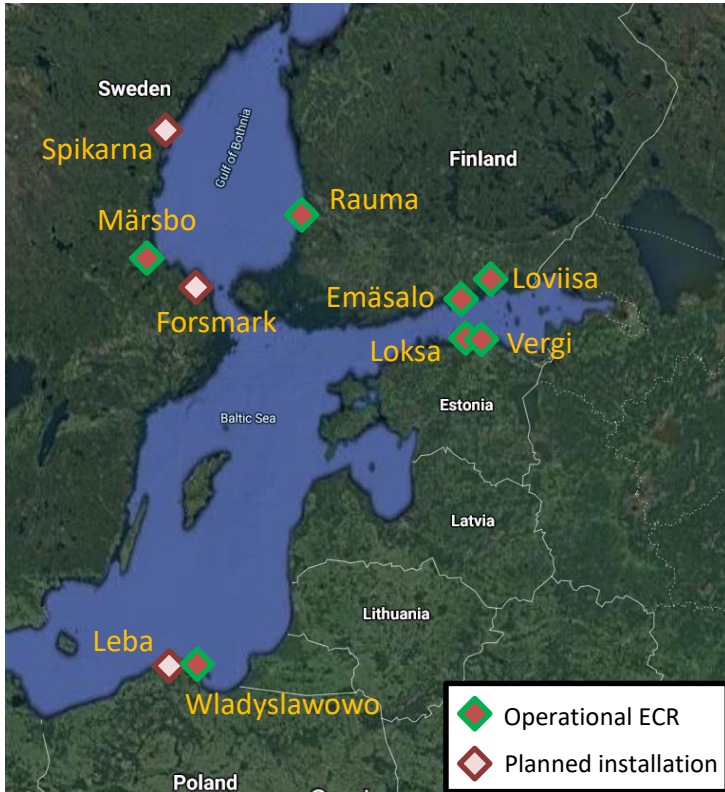 Sweden
Spikarna
Gulf of Bothnia
Finland
Rauma
Märsbo
Loviisa
Emäsalo
Forsmark
Loksa
Vergi
Estonia
Baltic Sea
Latvia
Lithuania
Leba
Wladyslawowo
Operational ECR
Planned installation
Poland